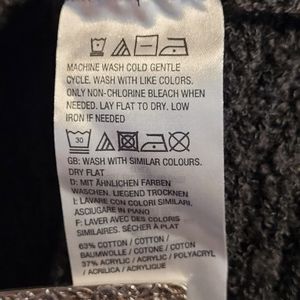 MACHINE WASH COLD GENTLE
CYCLE. WASH WITH LIKE COLORS.
ONLY NON-CHLORINE BLEACH WHEN
NEEDED. LAY FLAT TO DRY. LOW
IRON IF NEEDED
30
GB: WASH WITH SIMILAR COLOURS.
DRY FLAT
D: MIT ÄHNLICHEN FARBEN
WASCHEN. LIEGEND TROCKNEN
I: LAVARE CON COLORI SIMILARI,
ASCIUGARE IN PIANO
F: LAVER AVEC DES COLORIS
SIMILAIRES. SÉCHER À PLAT
63% COTTON / COTTON /
BAUMWOLLE / COTONE / COTON
37% ACRYLIC / ACRYLIC / POLYACRYL
/ ACRILICA / ACRYLIQUE